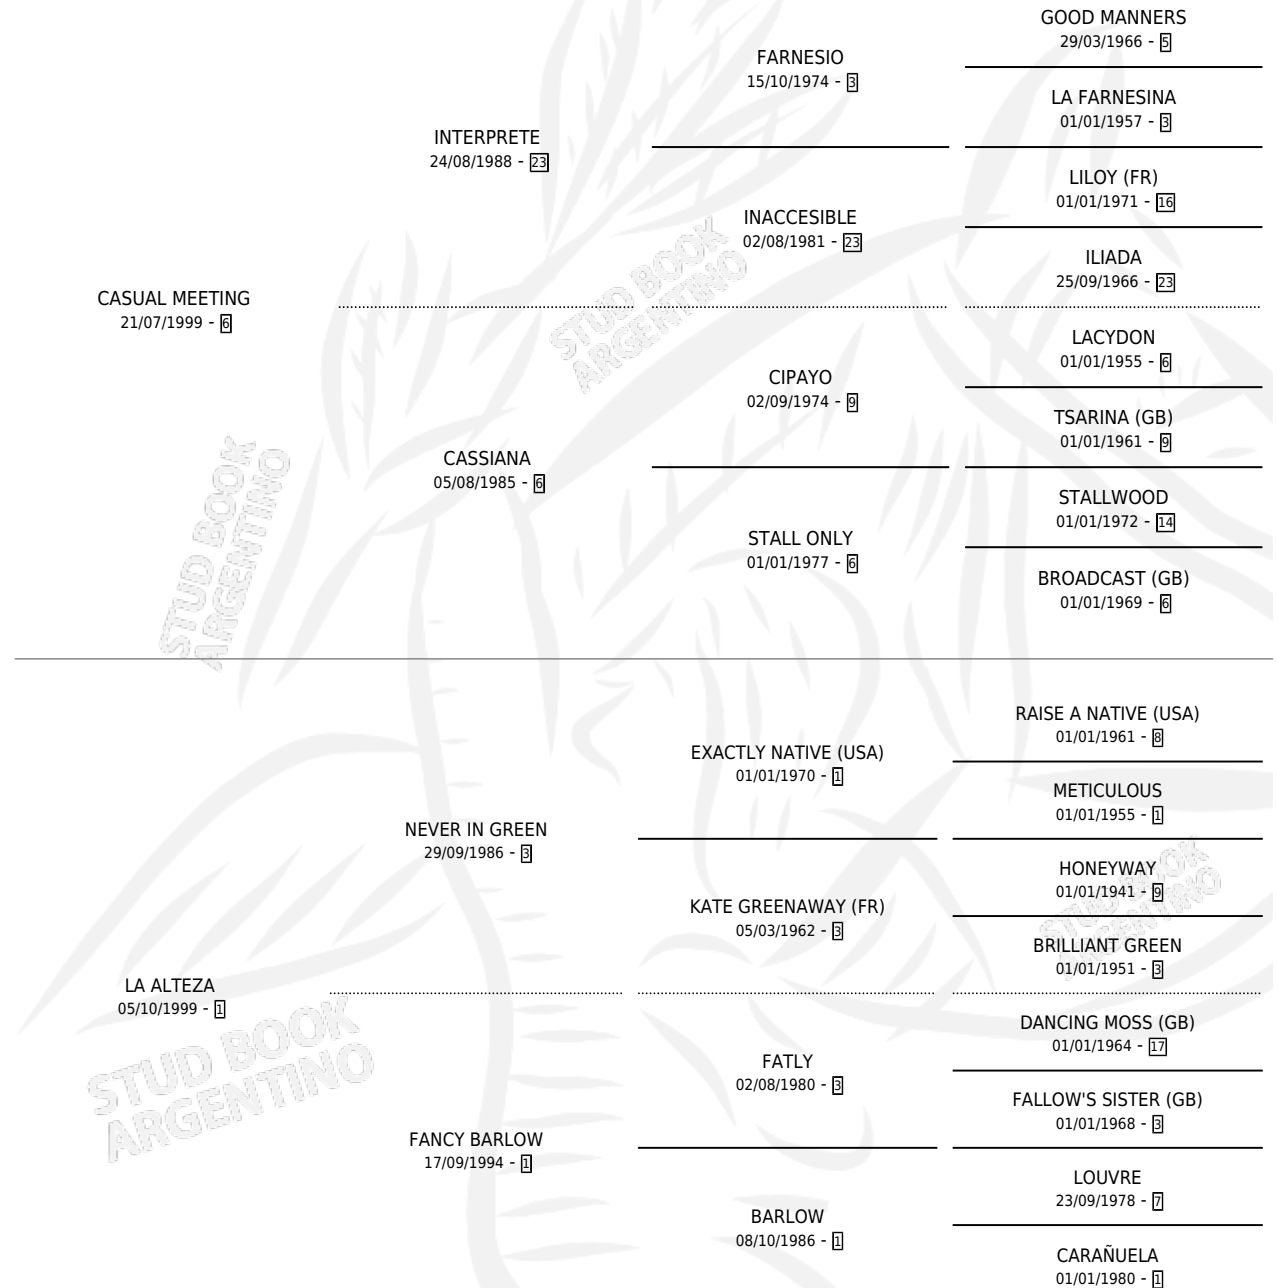 GOOD MANNERS
29/03/1966 - 5
FARNESIO
15/10/1974 - 3
LA FARNESINA
01/01/1957 - 3
INTERPRETE
24/08/1988 - 23
LILOY (FR)
01/01/1971 - 16
INACCESIBLE
02/08/1981 - 23
ILIADA
25/09/1966 - 23
CASUAL MEETING
21/07/1999 - 6
LACYDON
01/01/1955 - 6
CIPAYO
02/09/1974 - 9
TSARINA (GB)
01/01/1961 - 9
CASSIANA
05/08/1985 - 6
STALLWOOD
01/01/1972 - 14
STALL ONLY
01/01/1977 - 6
BROADCAST (GB)
01/01/1969 - 6
STUD BOOK
ARGENTINO
STUD BOOK
ARGENTINO
RAISE A NATIVE (USA)
01/01/1961 - 8
EXACTLY NATIVE (USA)
01/01/1970 - 1
METICULOUS
01/01/1955 - 1
NEVER IN GREEN
29/09/1986 - 3
HONEYWAY
01/01/1941 - 9
KATE GREENAWAY (FR)
05/03/1962 - 3
BRILLIANT GREEN
01/01/1951 - 3
STUD BOOK
ARGENTINO
LA ALTEZA
05/10/1999 - 1
DANCING MOSS (GB)
01/01/1964 - 17
FATLY
02/08/1980 - 3
FALLOW'S SISTER (GB)
01/01/1968 - 3
STUD BOOK
ARGENTINO
FANCY BARLOW
17/09/1994 - 1
LOUVRE
23/09/1978 - 7
BARLOW
08/10/1986 - 1
CARAÑUELA
01/01/1980 - 1